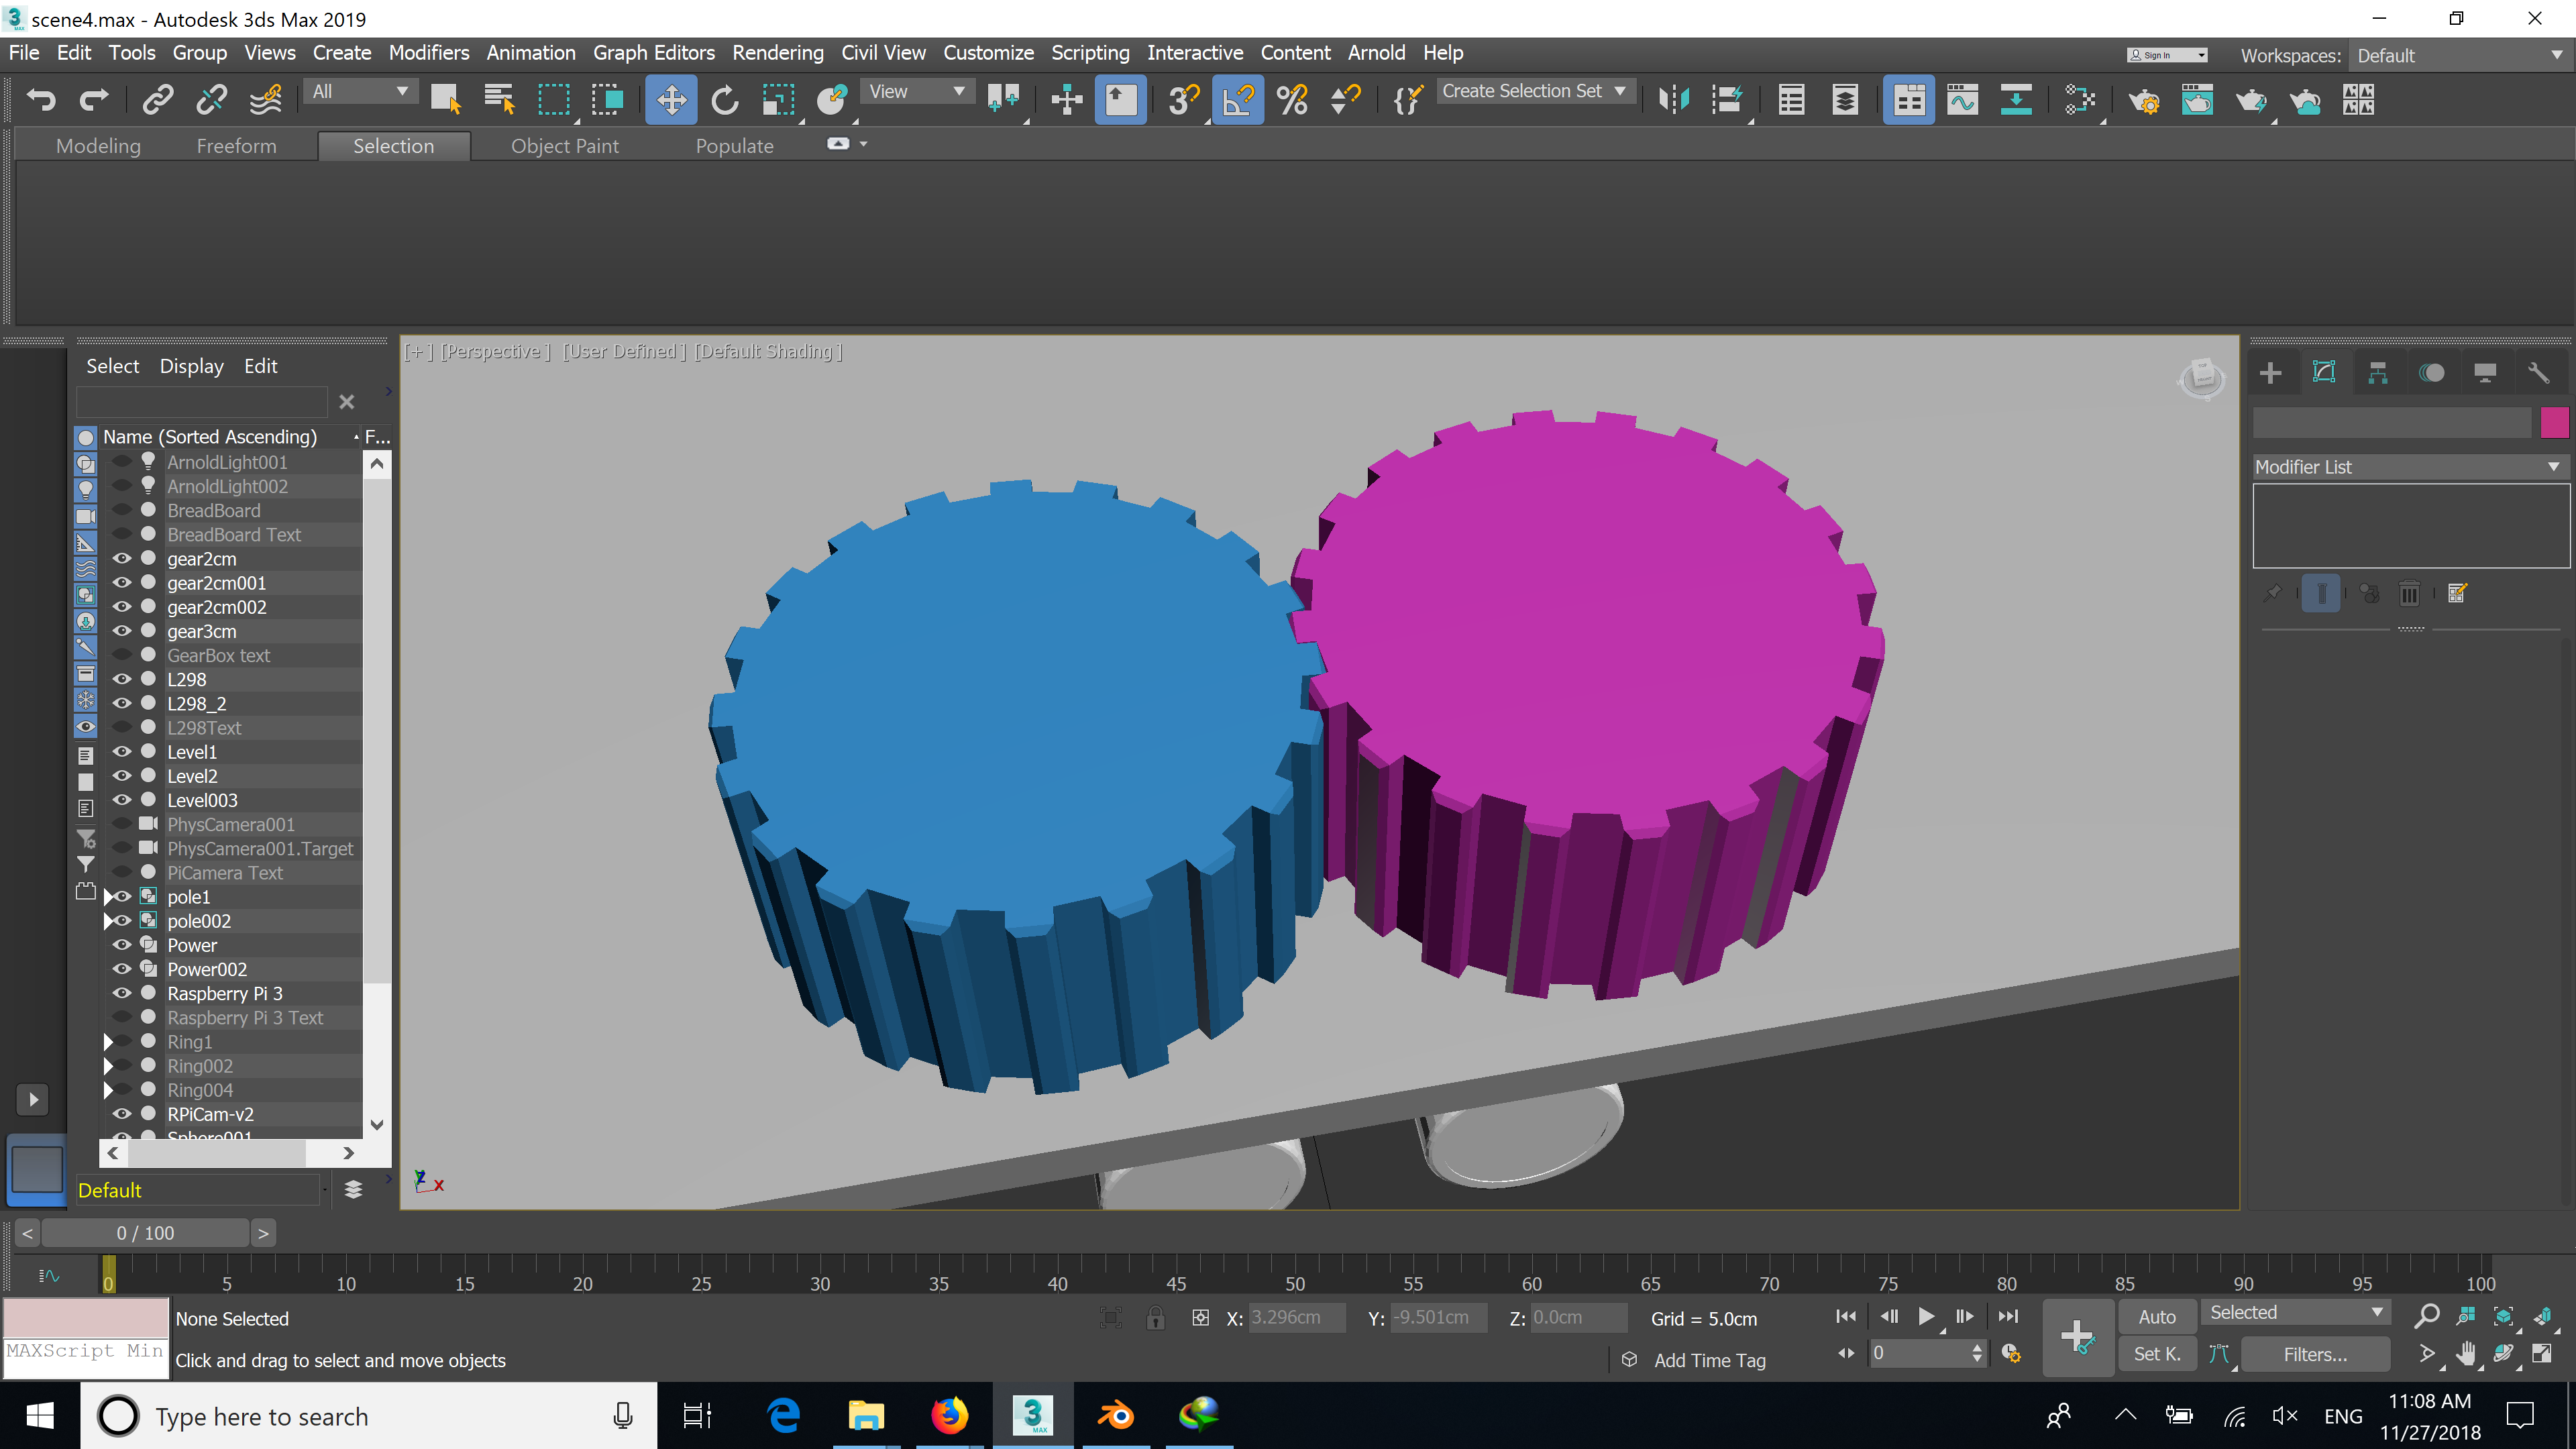 scene4.max - Autodesk 3ds Max 2019
File Edit Tools Group Views Create Modifiers Animation Graph Editors Rendering Civil View Customize Scripting Interactive Content Arnold Help
Sign In
Workspaces: Default
All
View
Create Selection Set
Modeling Freeform Selection Object Paint Populate
[+] [Perspective] [User Defined] [Default Shading]
Select Display Edit
Name (Sorted Ascending) F...
ArnoldLight001
ArnoldLight002
BreadBoard
BreadBoard Text
gear2cm
gear2cm001
gear2cm002
gear3cm
GearBox text
L298
L298_2
L298Text
Level1
Level2
Level003
PhysCamera001
PhysCamera001.Target
PiCamera Text
pole1
pole002
Power
Power002
Raspberry Pi 3
Raspberry Pi 3 Text
Ring1
Ring002
Ring004
RPiCam-v2
Sphere001
Default
Modifier List
Z X
< 0 / 100 >
0 5 10 15 20 25 30 35 40 45 50 55 60 65 70 75 80 85 90 95 100
None Selected
X: 3.296cm Y: -9.501cm Z: 0.0cm Grid = 5.0cm
Auto Selected
MAXScript Min
Click and drag to select and move objects
Add Time Tag
0
Set K. Filters...
Type here to search
3
MAX
ENG
11:08 AM
11/27/2018